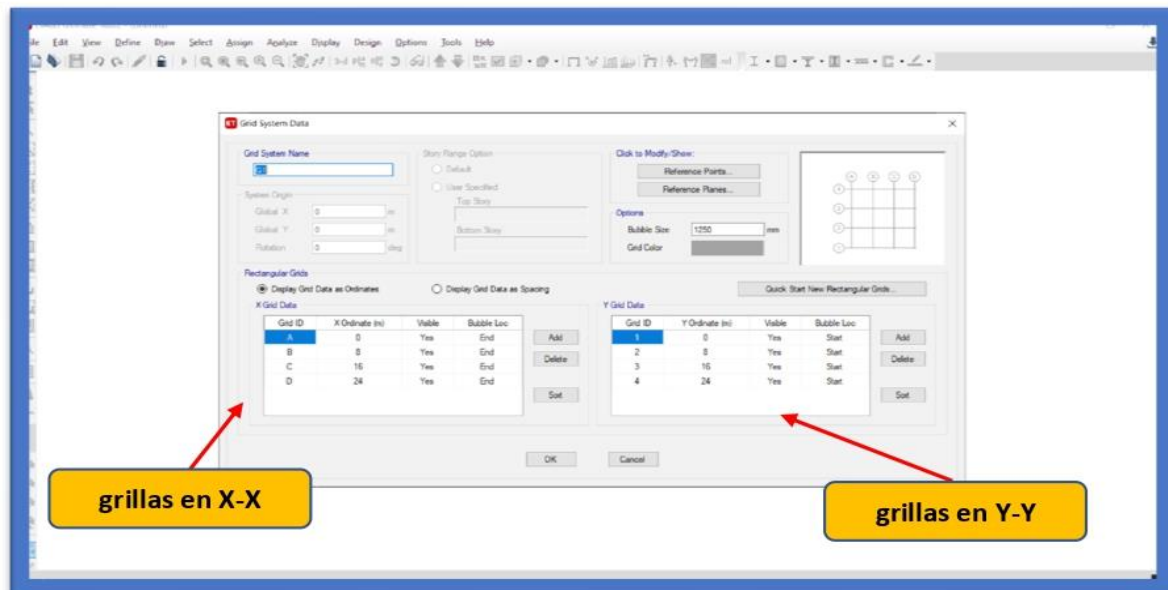 Edit View Define Draw Select Assign Analyze Display Design Options Tools Help
Grid System Data
Grid System Name
G1
System Origin
Global X 0 m
Global Y 0 m
Rotation 0 deg
Story Range Option
Default
User Specified
Top Story
Bottom Story
Click to Modify/Show:
Reference Points...
Reference Planes...
Options
Bubble Size 1250 mm
Grid Color
Rectangular Grids
Display Grid Data as Ordinates Display Grid Data as Spacing Quick Start New Rectangular Grids...
X Grid Data
Grid ID X Ordinate (m) Visible Bubble Loc
A 0 Yes End
B 8 Yes End
C 16 Yes End
D 24 Yes End
Add
Delete
Sort
Y Grid Data
Grid ID Y Ordinate (m) Visible Bubble Loc
1 0 Yes Start
2 8 Yes Start
3 16 Yes Start
4 24 Yes Start
Add
Delete
Sort
OK Cancel
grillas en X-X
grillas en Y-Y